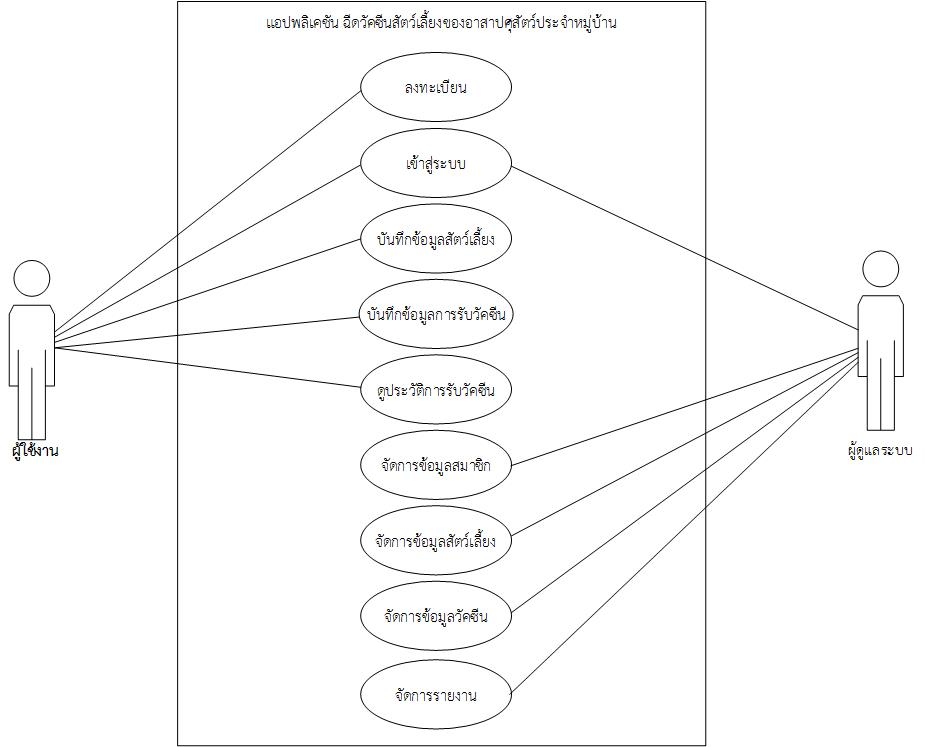 แอปพลิเคชัน ฉีดวัคซีนสัตว์เลี้ยงของอาสาปศุสัตว์ประจำหมู่บ้าน
ลงทะเบียน
เข้าสู่ระบบ
บันทึกข้อมูลสัตว์เลี้ยง
บันทึกข้อมูลการรับวัคซีน
ดูประวัติการรับวัคซีน
ผู้ใช้งาน
ผู้ดูแลระบบ
จัดการข้อมูลสมาชิก
จัดการข้อมูลสัตว์เลี้ยง
จัดการข้อมูลวัคซีน
จัดการรายงาน